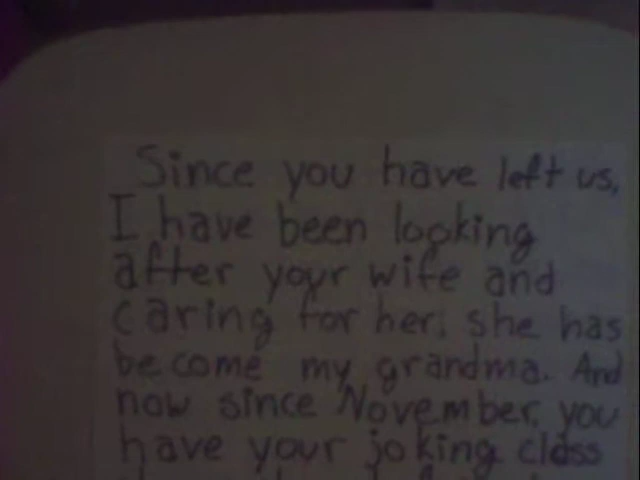 Since you have left us,
I have been looking
after your wife and
caring for her, she has
become my grandma. And
now since November, you
have your joking class